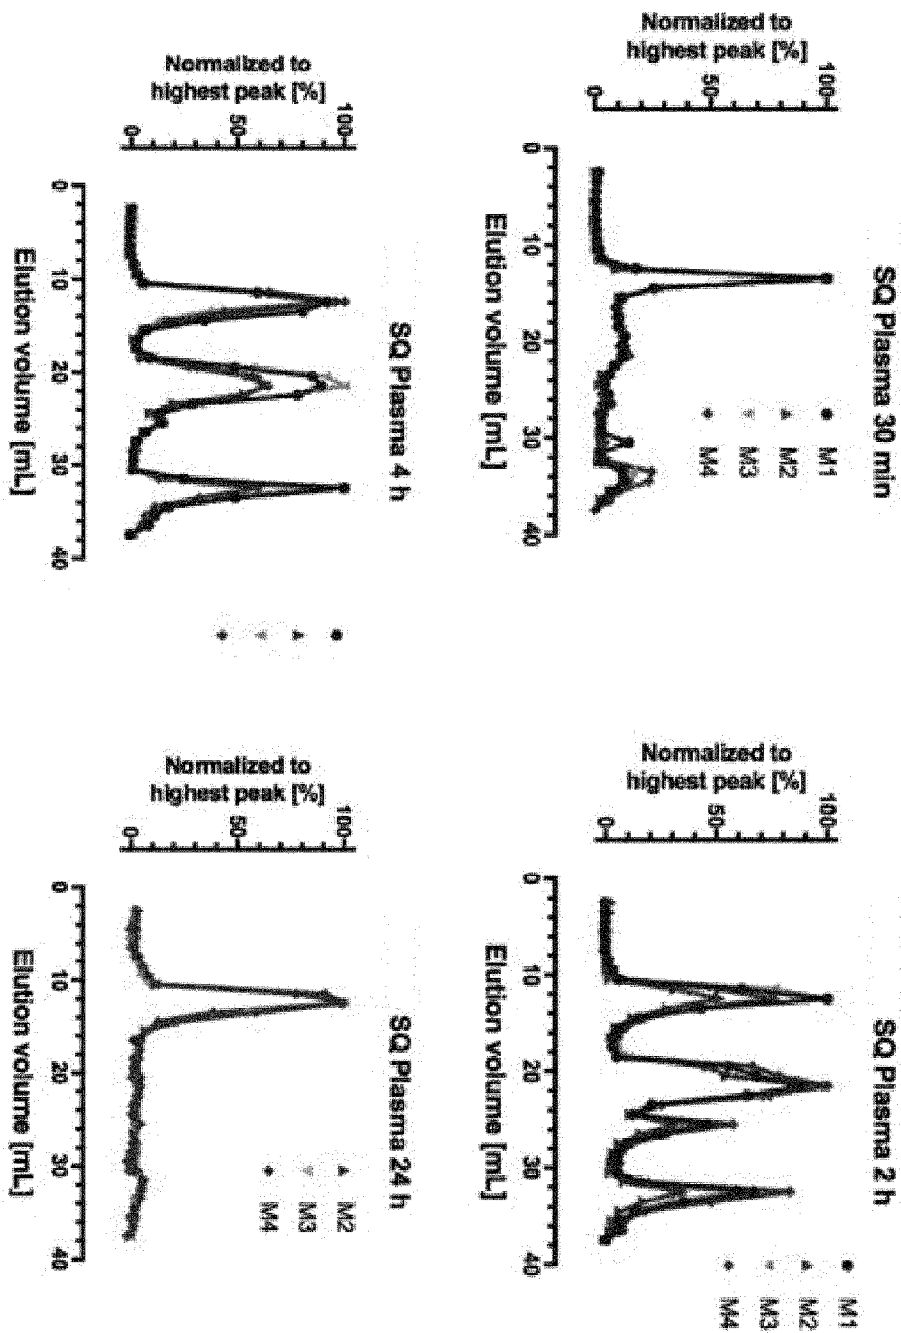 SQ Plasma 30 min
Normalized to
highest peak [%]
100
50
0
0 10 20 30 40
Elution volume [mL]
M1
M2
M3
M4
SQ Plasma 2 h
Normalized to
highest peak [%]
100
50
0
0 10 20 30 40
Elution volume [mL]
M1
M2
M3
M4
SQ Plasma 4 h
Normalized to
highest peak [%]
100
50
0
0 10 20 30 40
Elution volume [mL]
SQ Plasma 24 h
Normalized to
highest peak [%]
100
50
0
0 10 20 30 40
Elution volume [mL]
M2
M3
M4